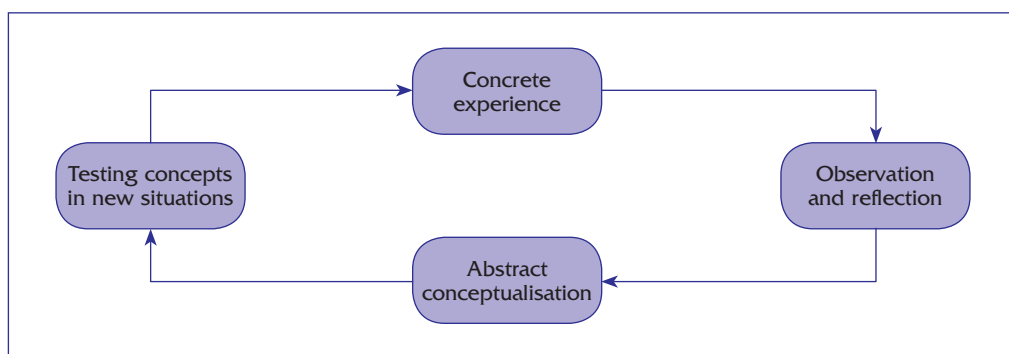 Concrete
experience
Testing concepts
in new situations
Observation
and reflection
Abstract
conceptualisation